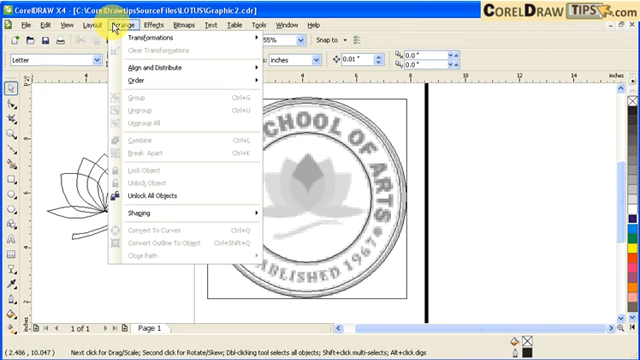 CorelDRAW X4 - [C:\CorelDrawtipsSourceFiles\LOTUS\Graphic2.cdr]
CORELDRAW TIPS.COM
File Edit View Layout Arrange Effects Bitmaps Text Table Tools Window Help
55% Snap to
Letter inches 0.01 " 0.0 "
0.0 "
Transformations
Clear Transformations
Align and Distribute
Order
Group Ctrl+G
Ungroup Ctrl+U
Ungroup All
Combine Ctrl+L
Break Apart Ctrl+K
Lock Object
Unlock Object
Unlock All Objects
Shaping
Convert To Curves Ctrl+Q
Convert Outline To Object Ctrl+Shift+Q
Close Path
SCHOOL OF ARTS
ABLISHED 1967
1 of 1 Page 1
(2.486, 10.047) Next click for Drag/Scale; Second click for Rotate/Skew; Dbl-clicking tool selects all objects; Shift+click multi-selects; Alt+click digs